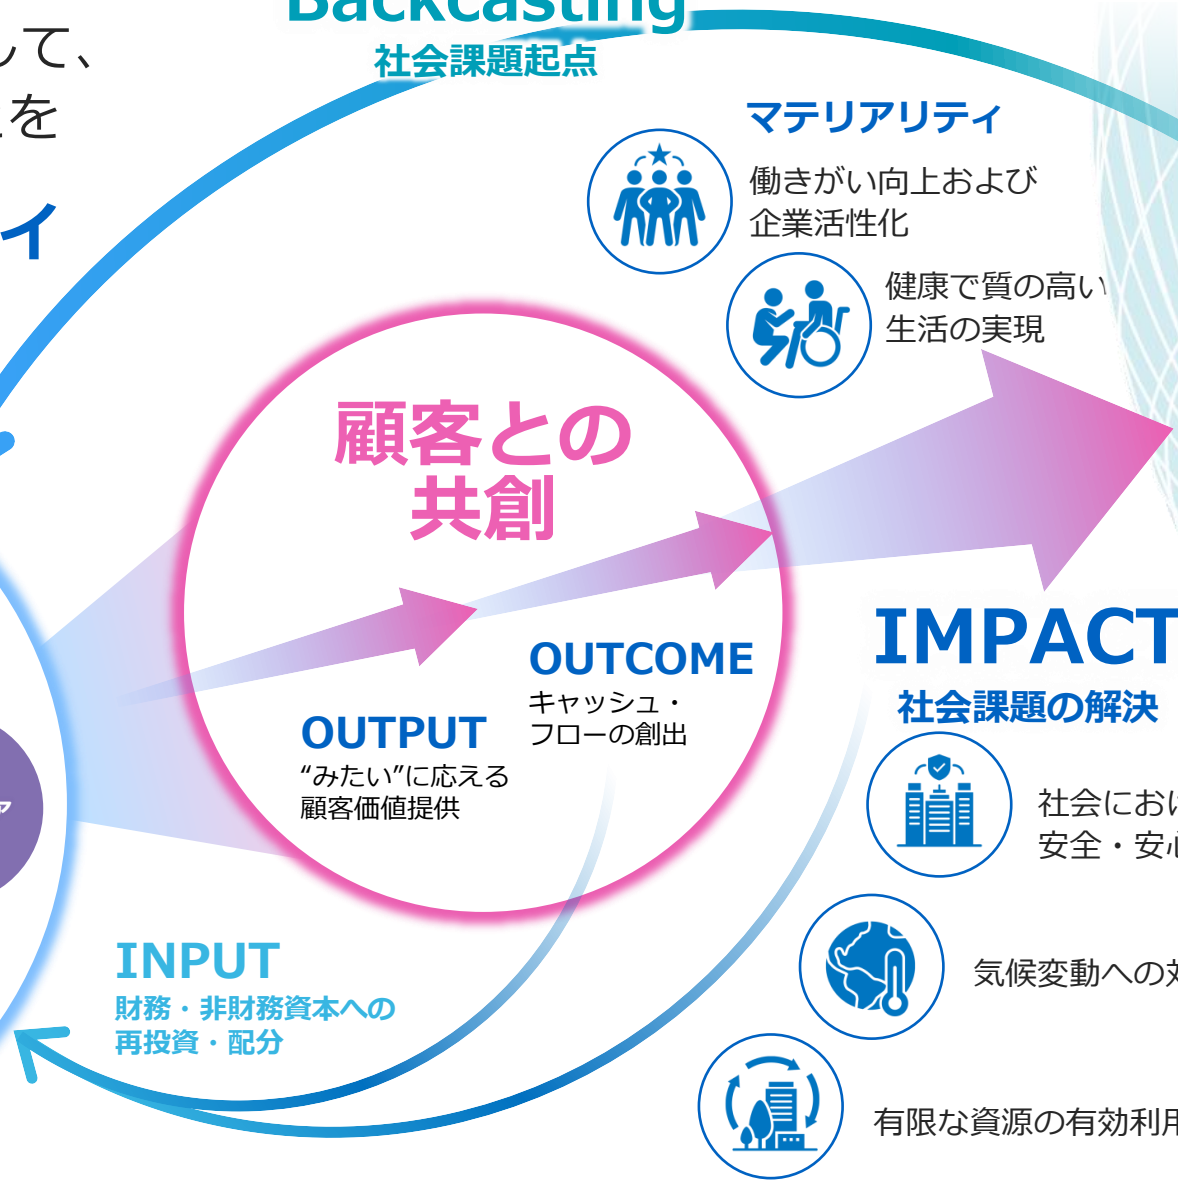 Backcasting
社会課題起点
して、
を
イ
マテリアリティ
働きがい向上および
企業活性化
健康で質の高い
生活の実現
顧客との
共創
OUTCOME
キャッシュ・
フローの創出
OUTPUT
“みたい”に応える
顧客価値提供
IMPACT
社会課題の解決
社会にお
安全・安心
気候変動への
有限な資源の有効利用
INPUT
財務・非財務資本への
再投資・配分